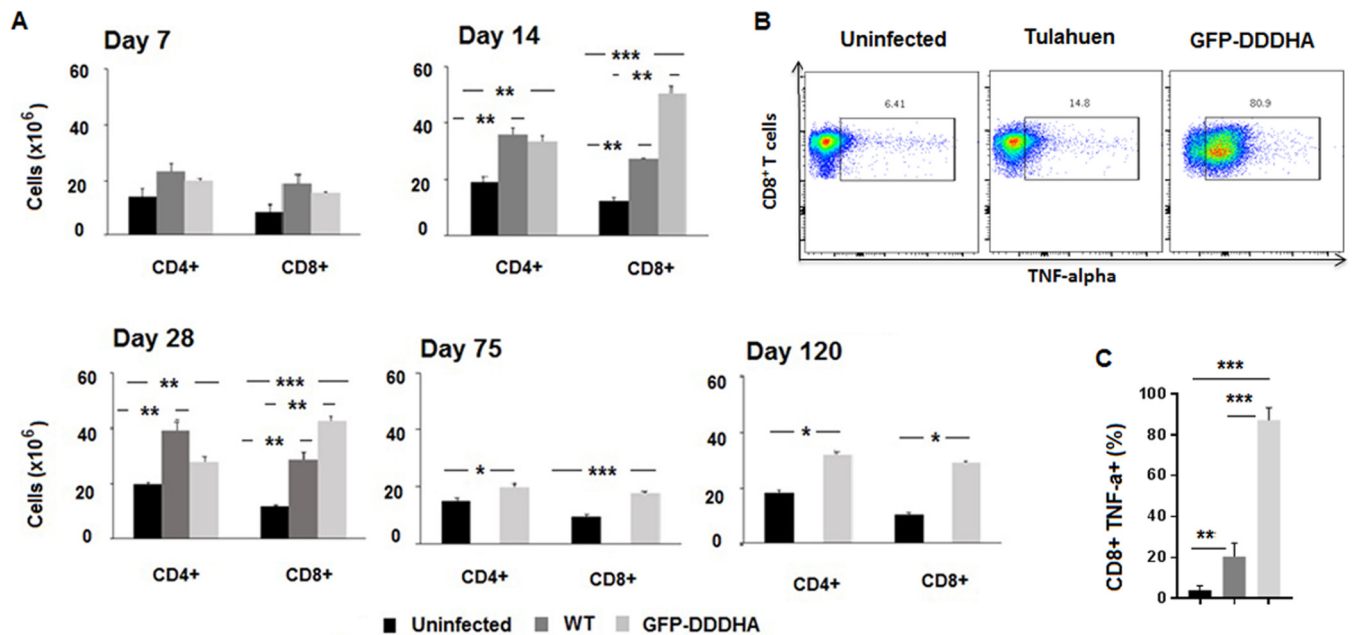 A
Day 7
Cells (x10⁶)
60
40
20
0
CD4+
CD8+
Day 14
60
40
20
0
**
**
***
**
**
CD4+
CD8+
B
Uninfected
Tulahuen
GFP-DDDHA
CD8⁺ T cells
6.41
14.8
80.9
TNF-alpha
Day 28
Cells (x10⁶)
60
40
20
0
**
**
***
**
**
CD4+
CD8+
Day 75
60
40
20
0
*
***
CD4+
CD8+
Day 120
60
40
20
0
*
*
CD4+
CD8+
C
CD8+ TNF-a+ (%)
100
80
60
40
20
0
***
***
**
Uninfected WT GFP-DDDHA